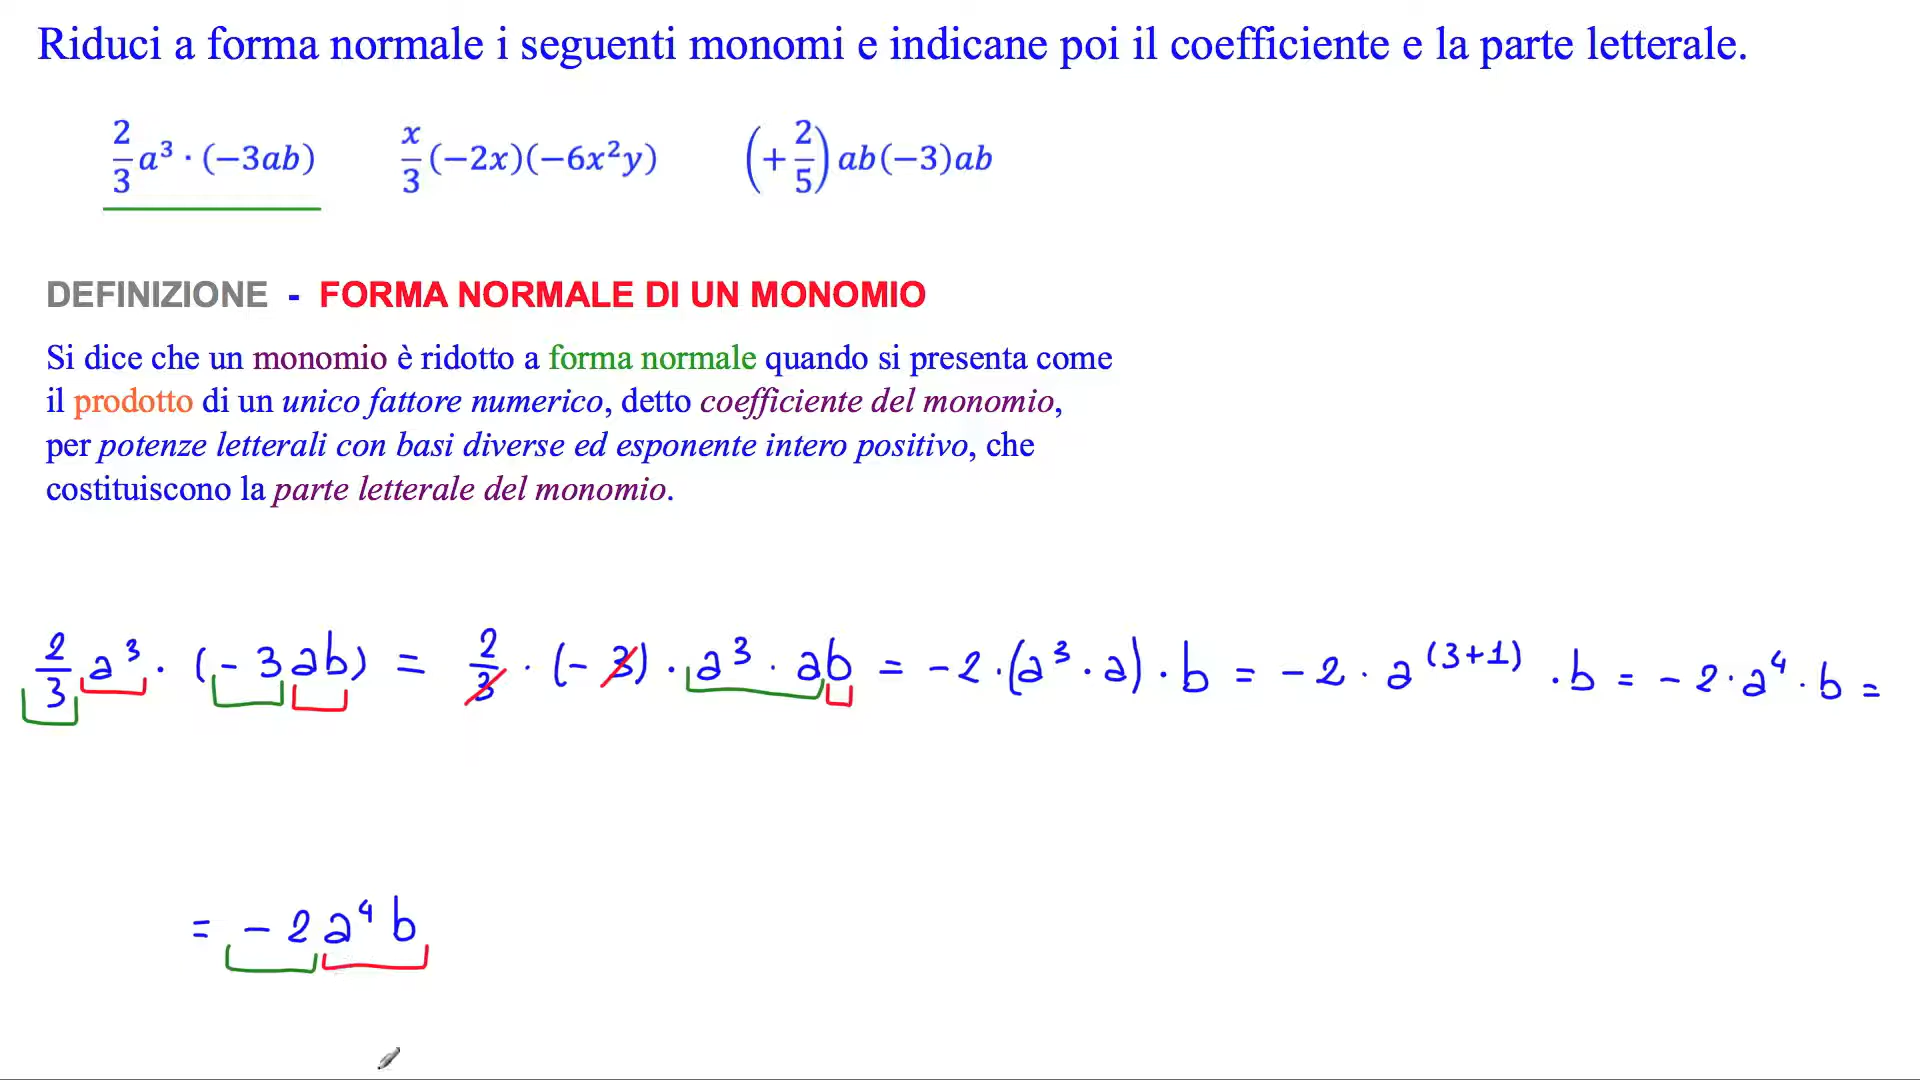 Riduci a forma normale i seguenti monomi e indicane poi il coefficiente e la parte letterale.
2/3 a³ · (−3ab)   x/3 (−2x)(−6x²y)   (+2/5) ab(−3)ab
DEFINIZIONE - FORMA NORMALE DI UN MONOMIO
Si dice che un monomio è ridotto a forma normale quando si presenta come
il prodotto di un unico fattore numerico, detto coefficiente del monomio,
per potenze letterali con basi diverse ed esponente intero positivo, che
costituiscono la parte letterale del monomio.
2/3 a³ · (−3ab) = 2/3 · (−3) · a³ · ab = −2 · (a³ · a) · b = −2 · a⁽³⁺¹⁾ · b = −2 · a⁴ · b =
= −2a⁴b